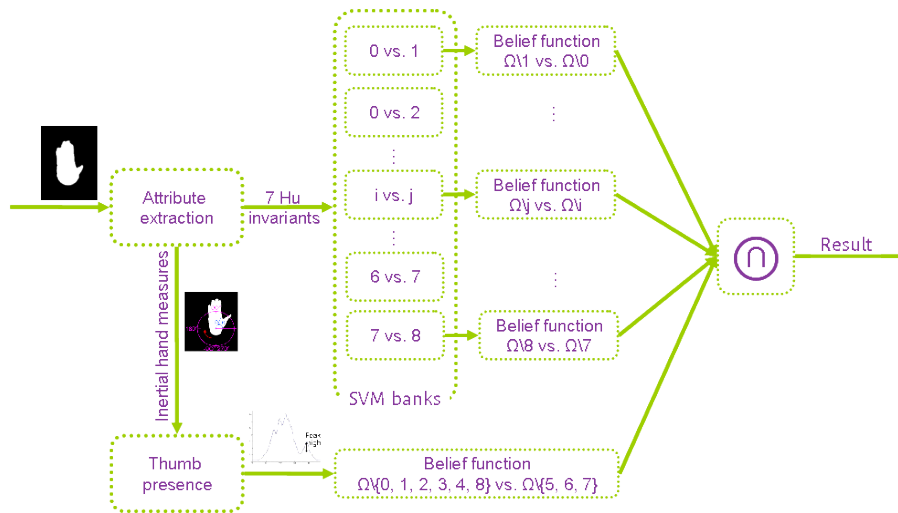 0 vs. 1
Belief function
Ω\1 vs. Ω\0
0 vs. 2
⋮
⋮
Attribute
extraction
7 Hu
invariants
i vs. j
Belief function
Ω\j vs. Ω\i
⋮
∩
Result
6 vs. 7
⋮
Inertial hand measures
7 vs. 8
Belief function
Ω\8 vs. Ω\7
SVM banks
Peak
high
Thumb
presence
Belief function
Ω\{0, 1, 2, 3, 4, 8} vs. Ω\{5, 6, 7}